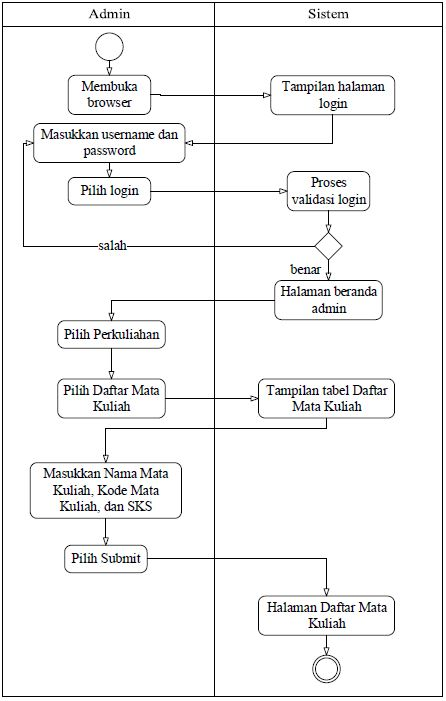 Admin
Sistem
Membuka
browser
Tampilan halaman
login
Masukkan username dan
password
Pilih login
Proses
validasi login
salah
benar
Halaman beranda
admin
Pilih Perkuliahan
Pilih Daftar Mata
Kuliah
Tampilan tabel Daftar
Mata Kuliah
Masukkan Nama Mata
Kuliah, Kode Mata
Kuliah, dan SKS
Pilih Submit
Halaman Daftar Mata
Kuliah